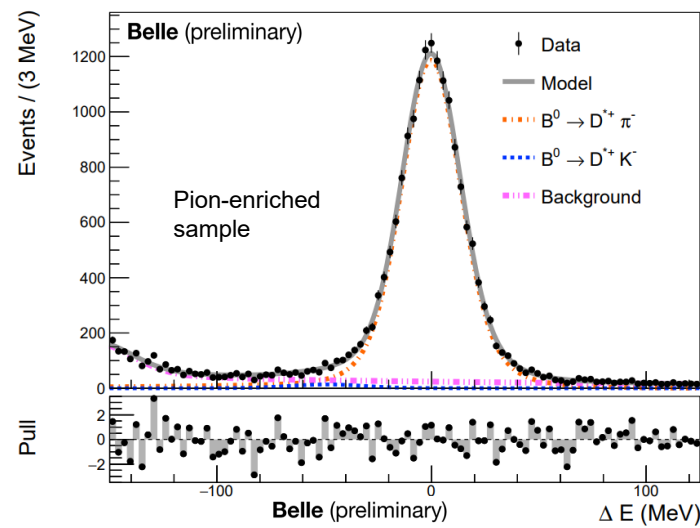 Belle (preliminary)
Events / (3 MeV)
1200
1000
800
600
400
200
0
Data
Model
B⁰ → D*⁺ π⁻
B⁰ → D*⁺ K⁻
Background
Pion-enriched
sample
Pull
2
0
−2
−100
0
100
Belle (preliminary)
Δ E (MeV)